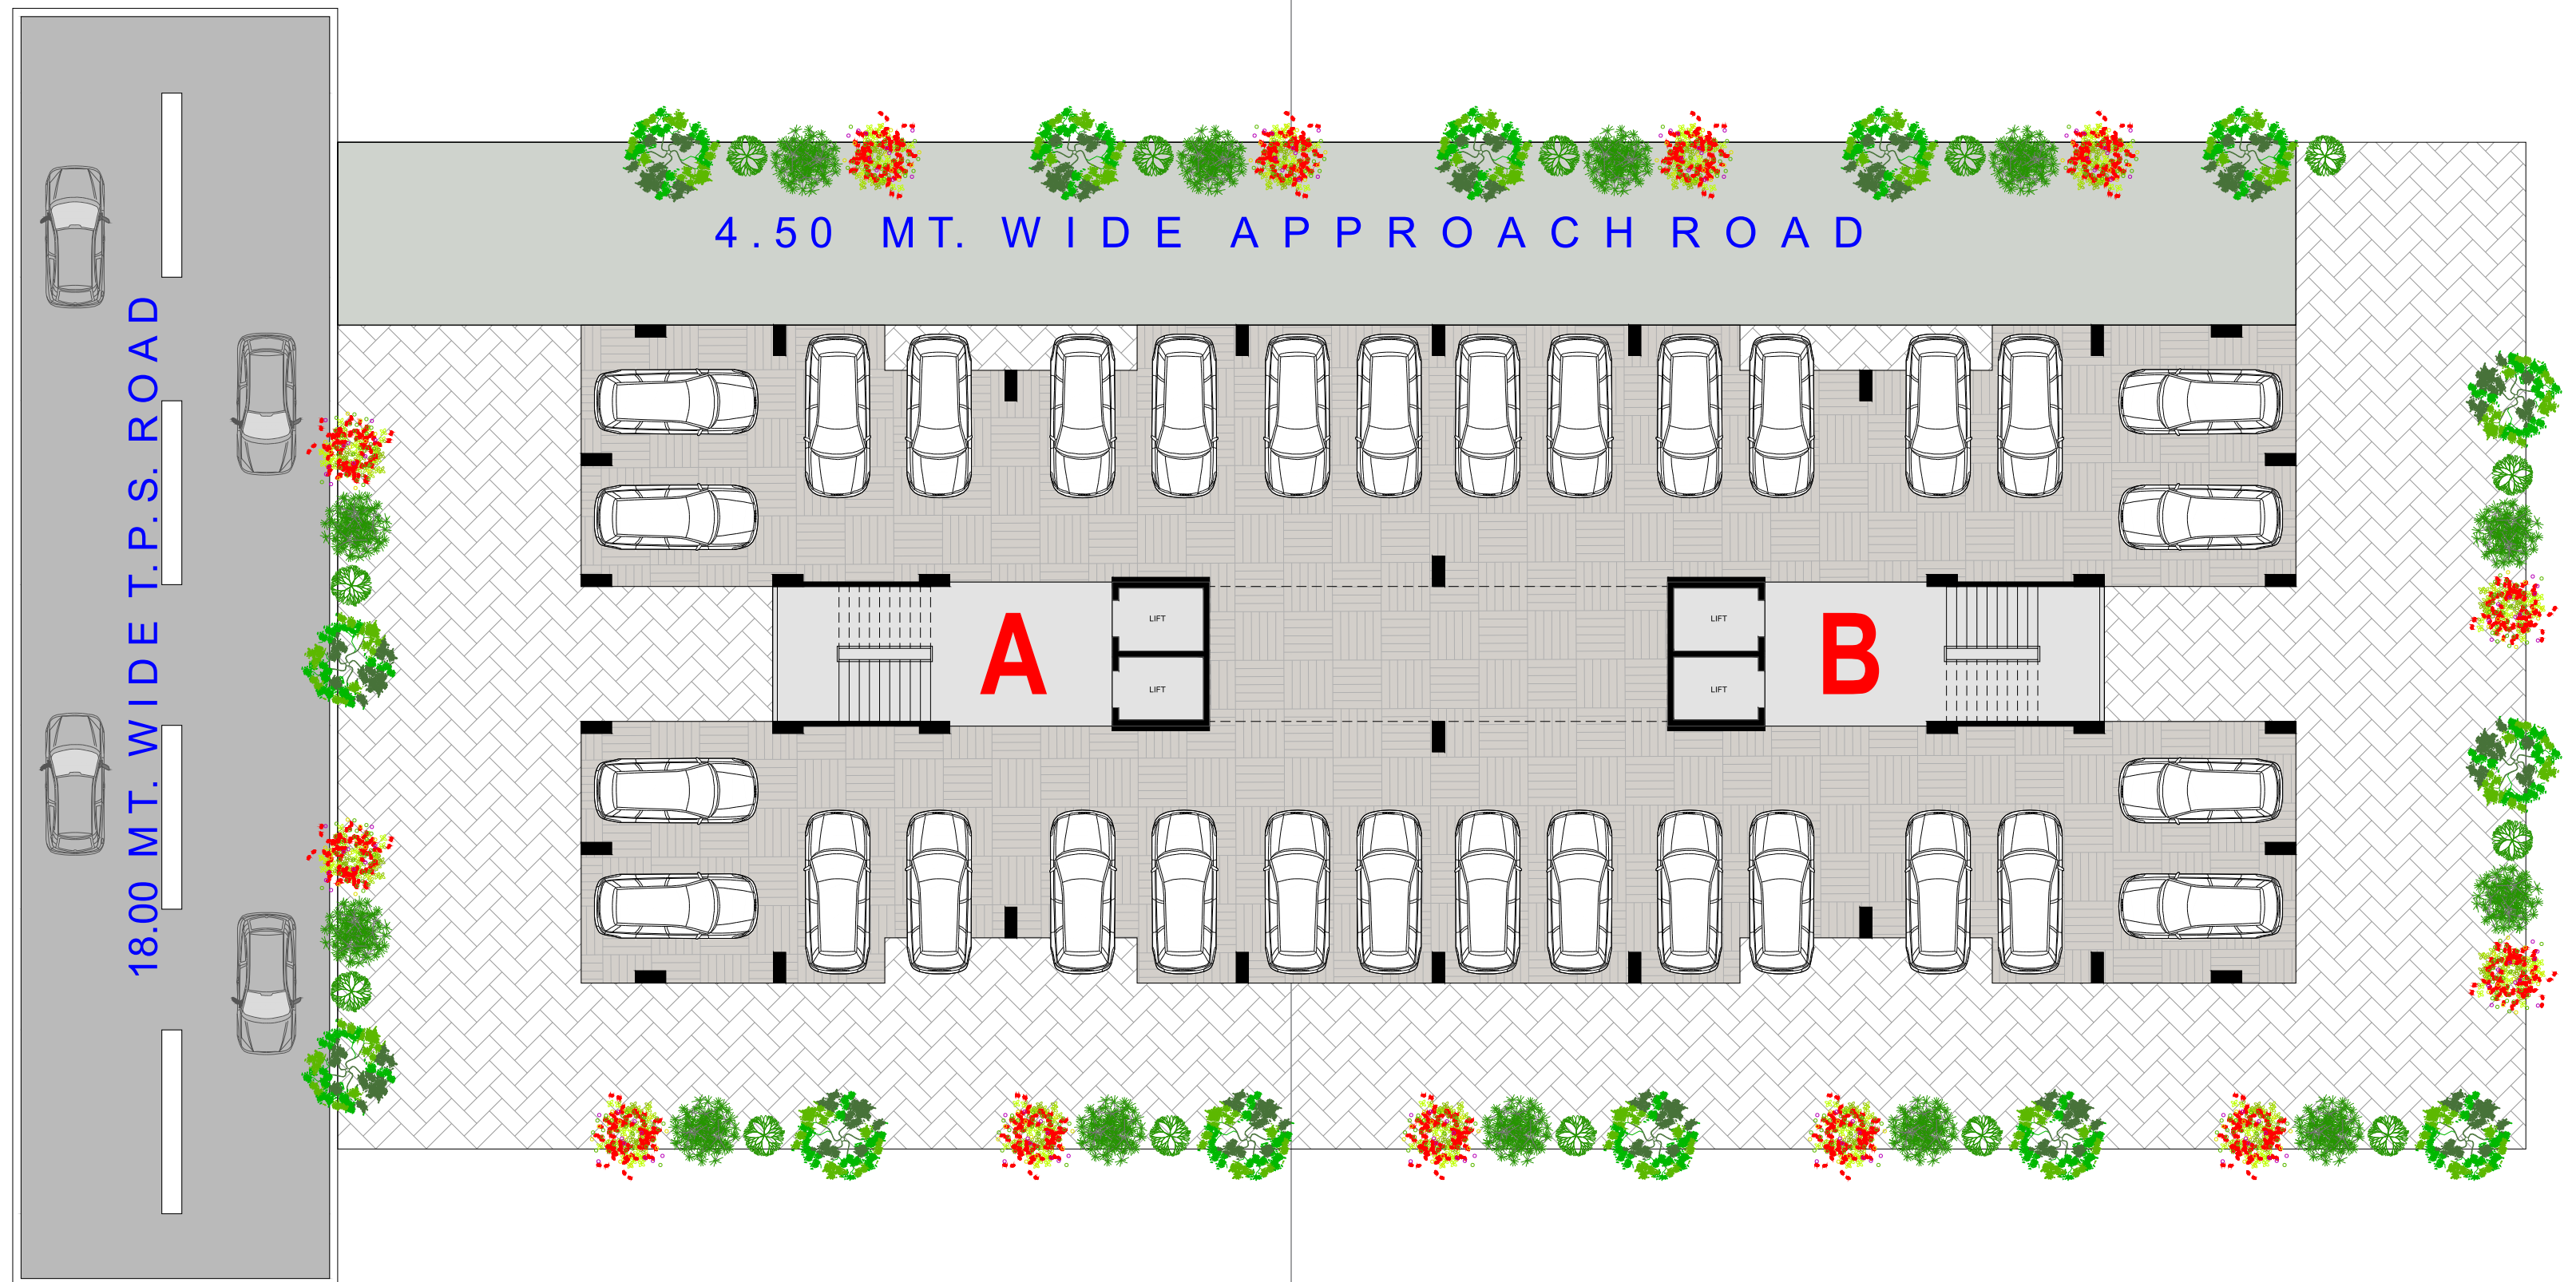 4.50 MT. WIDE APPROACH ROAD
18.00 MT. WIDE T.P.S. ROAD
A
LIFT
LIFT
LIFT
LIFT
B